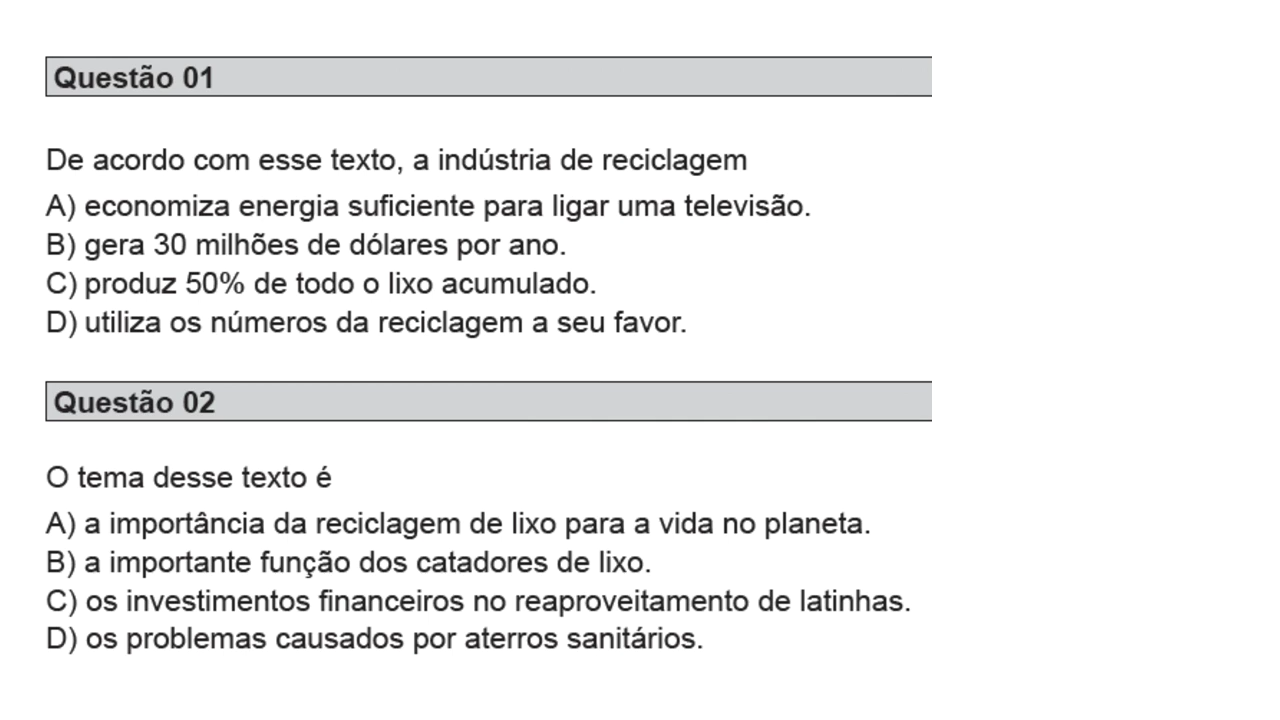 Questão 01
De acordo com esse texto, a indústria de reciclagem
A) economiza energia suficiente para ligar uma televisão.
B) gera 30 milhões de dólares por ano.
C) produz 50% de todo o lixo acumulado.
D) utiliza os números da reciclagem a seu favor.
Questão 02
O tema desse texto é
A) a importância da reciclagem de lixo para a vida no planeta.
B) a importante função dos catadores de lixo.
C) os investimentos financeiros no reaproveitamento de latinhas.
D) os problemas causados por aterros sanitários.